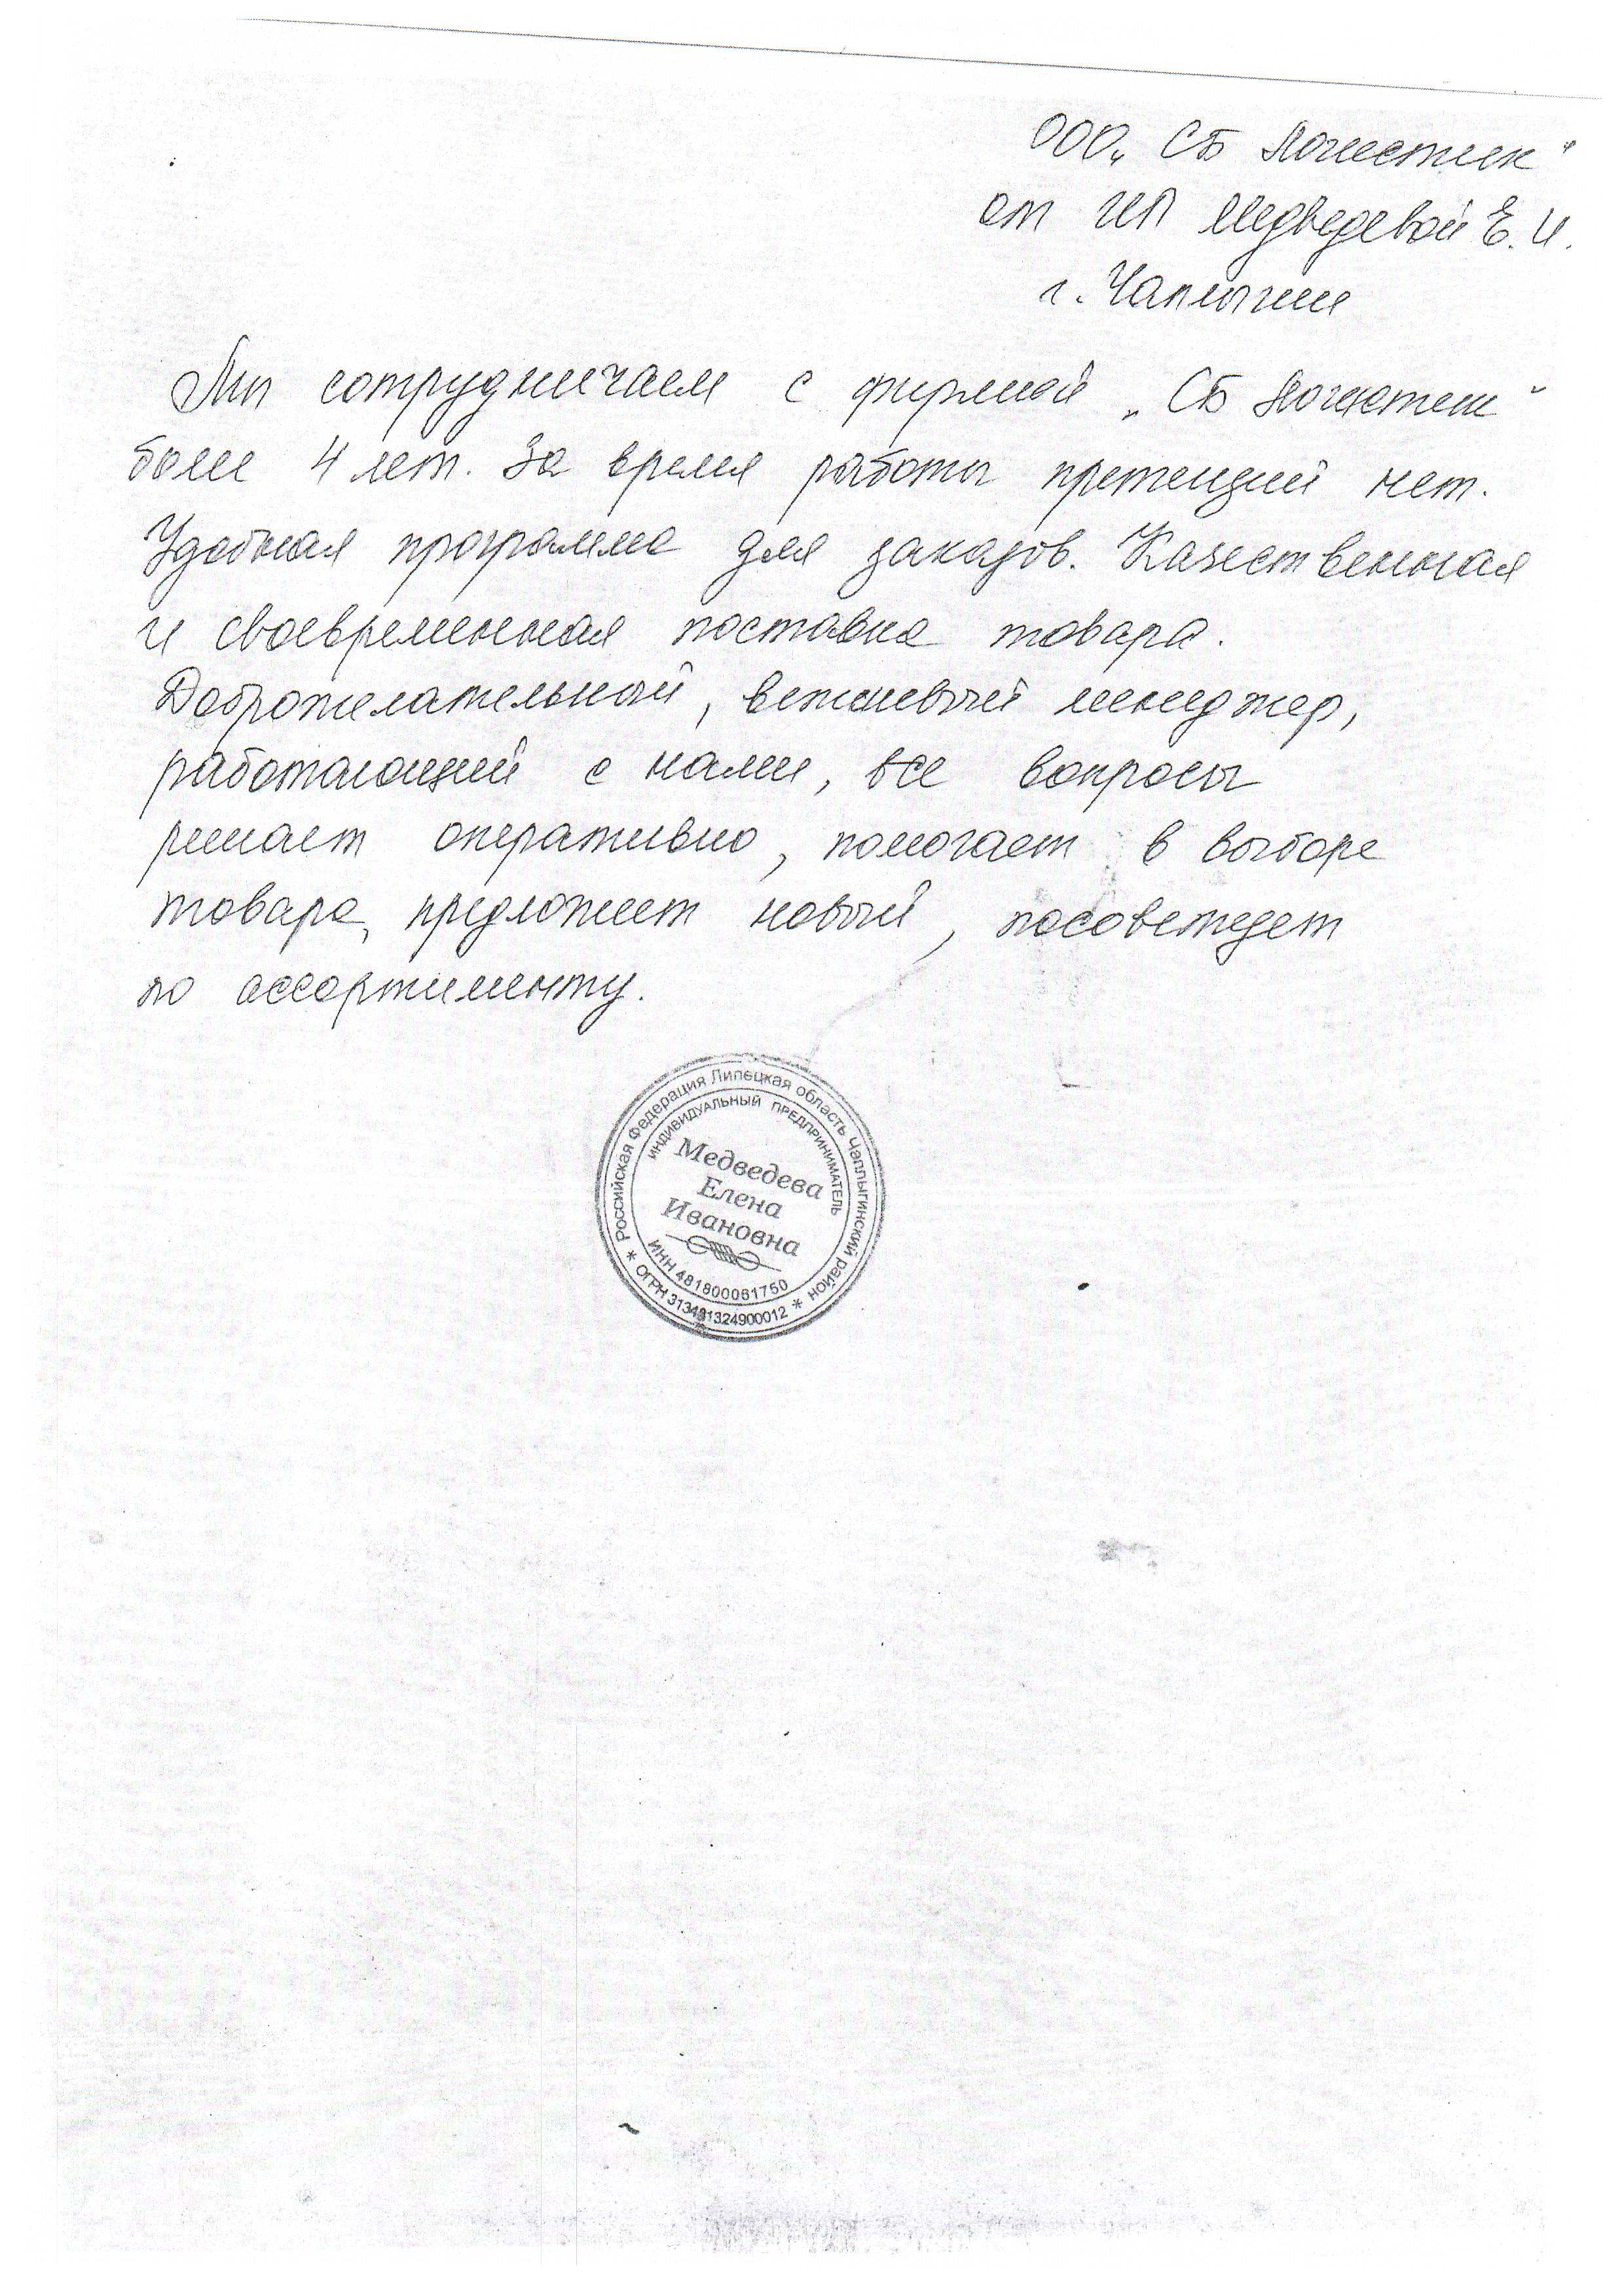 ООО „СБ Логистик"
от ИП Медведевой Е.И.
г. Чаплыгин
Мы сотрудничаем с фирмой „СБ Логистик"
более 4 лет. За время работы претензий нет.
Удобная программа для заказов. Качественная
и своевременная поставка товара.
Доброжелательный, вежливый менеджер,
работающий с нами, все вопросы
решает оперативно, помогает в выборе
товара, предложит новый, посоветует
по ассортименту.
Российская Федерация Липецкая область Чаплыгинский район
ИНДИВИДУАЛЬНЫЙ ПРЕДПРИНИМАТЕЛЬ
Медведева
Елена
Ивановна
ИНН 481800061750
* ОГРН *